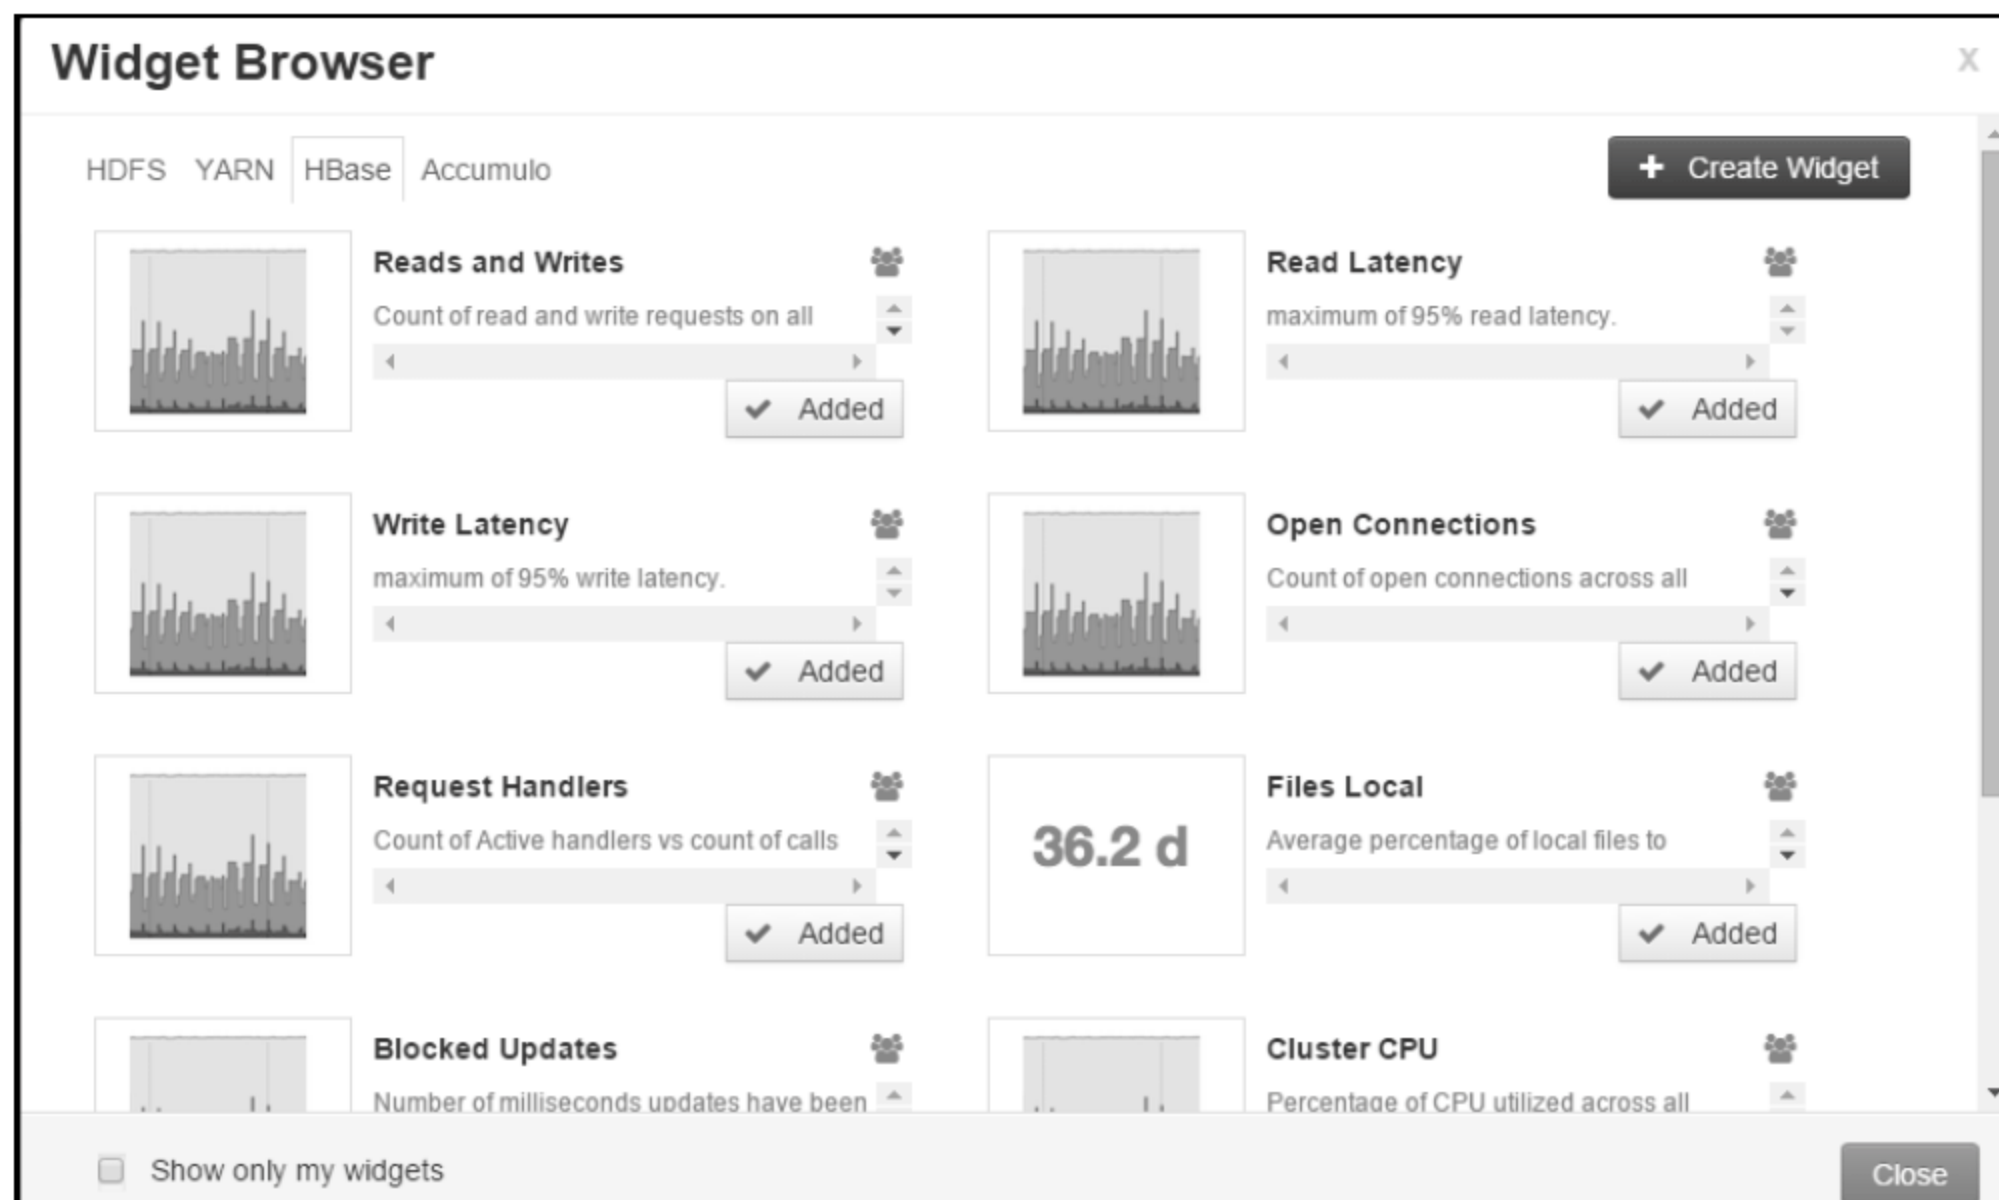 Widget Browser
x
HDFS YARN HBase Accumulo
+ Create Widget
Reads and Writes
Count of read and write requests on all
Added
Read Latency
maximum of 95% read latency.
Added
Write Latency
maximum of 95% write latency.
Added
Open Connections
Count of open connections across all
Added
Request Handlers
Count of Active handlers vs count of calls
Added
36.2 d
Files Local
Average percentage of local files to
Added
Blocked Updates
Number of milliseconds updates have been
Cluster CPU
Percentage of CPU utilized across all
Show only my widgets
Close